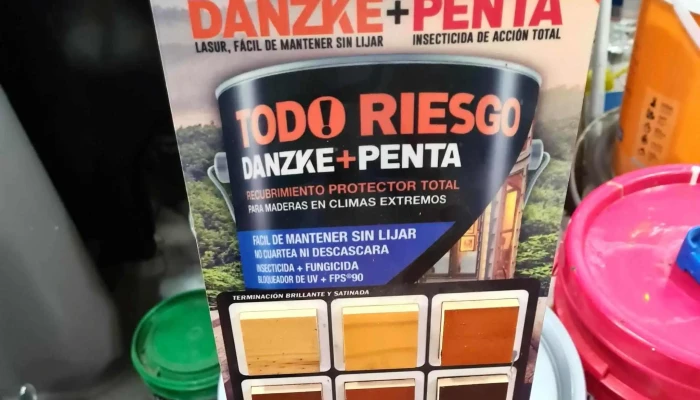 DANZKE+PENTA
LASUR, FÁCIL DE MANTENER SIN LIJAR
INSECTICIDA DE ACCIÓN TOTAL
TODO RIESGO
DANZKE+PENTA
RECUBRIMIENTO PROTECTOR TOTAL
PARA MADERAS EN CLIMAS EXTREMOS
FACIL DE MANTENER SIN LIJAR
NO CUARTEA NI DESCASCARA
INSECTICIDA + FUNGICIDA
BLOQUEADOR DE UV + FPS®90
TERMINACIÓN BRILLANTE Y SATINADA